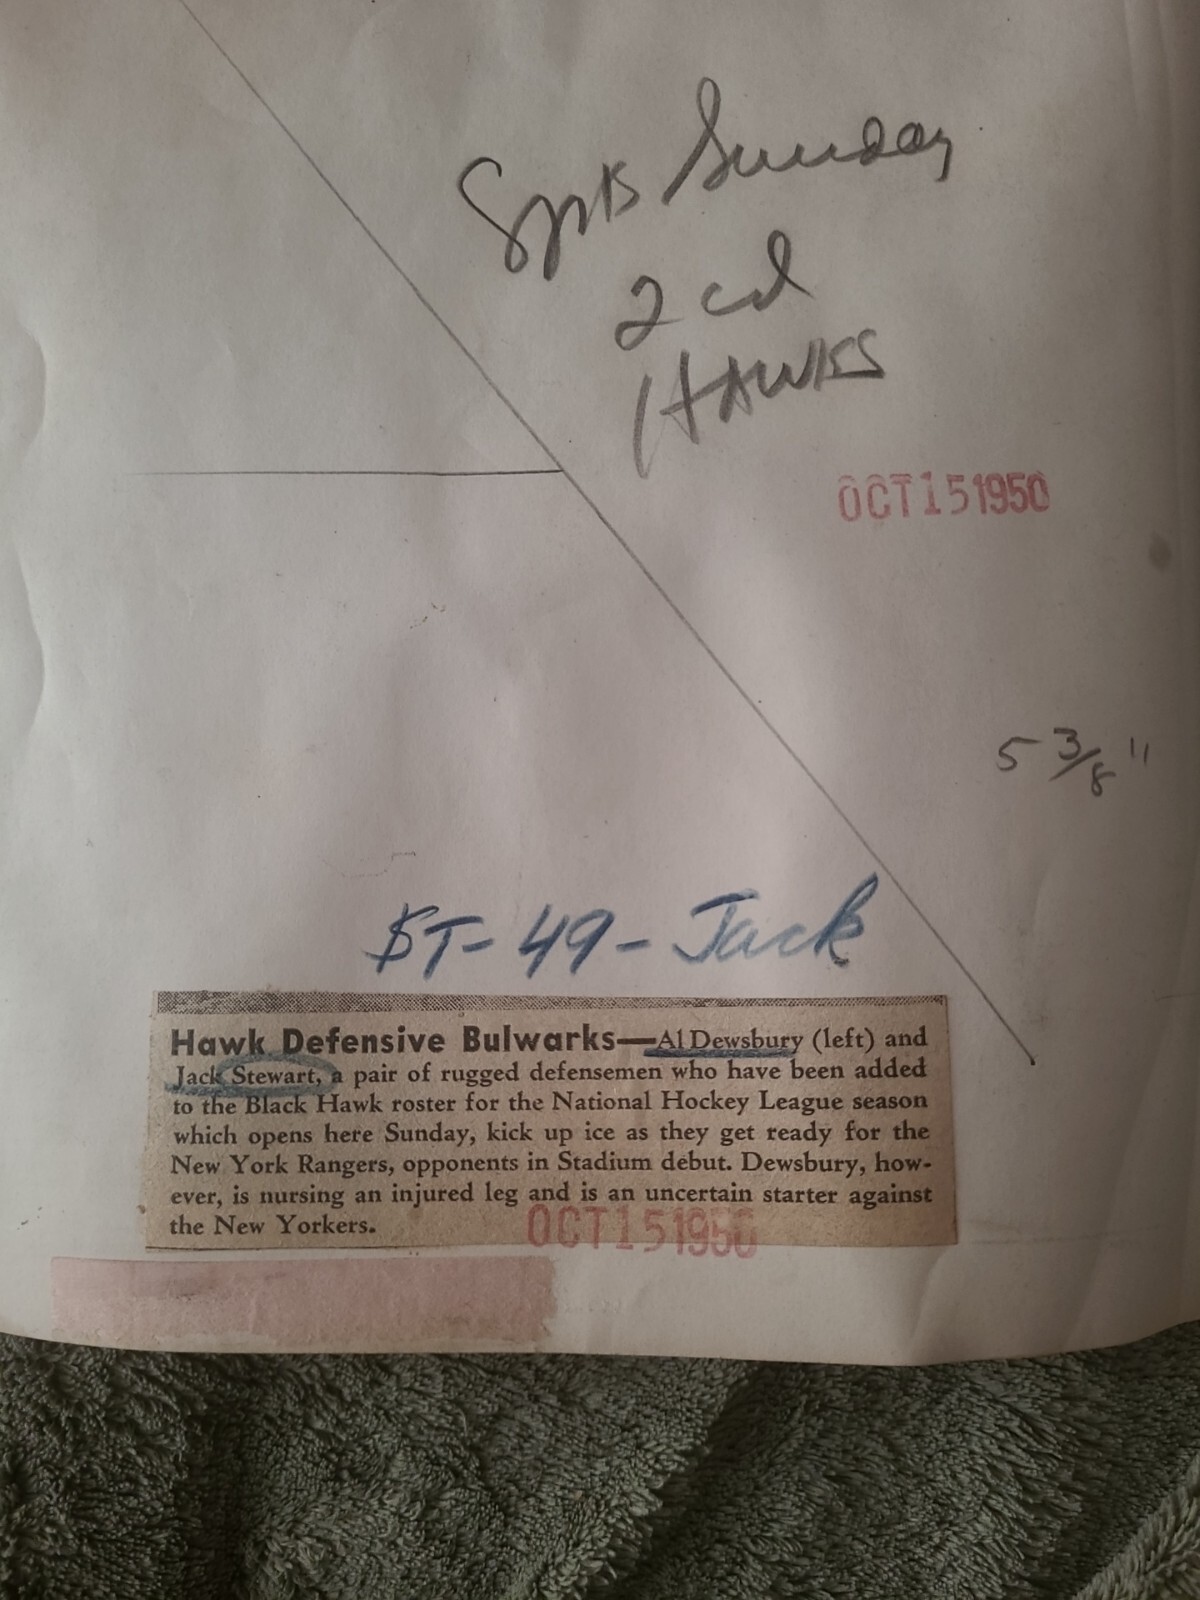 Spts Sunday
2 col
HAWKS
OCT 15 1950
5 3/8"
ST-49-Jack
Hawk Defensive Bulwarks—Al Dewsbury (left) and
Jack Stewart, a pair of rugged defensemen who have been added
to the Black Hawk roster for the National Hockey League season
which opens here Sunday, kick up ice as they get ready for the
New York Rangers, opponents in Stadium debut. Dewsbury, how-
ever, is nursing an injured leg and is an uncertain starter against
the New Yorkers.
OCT 15 1950